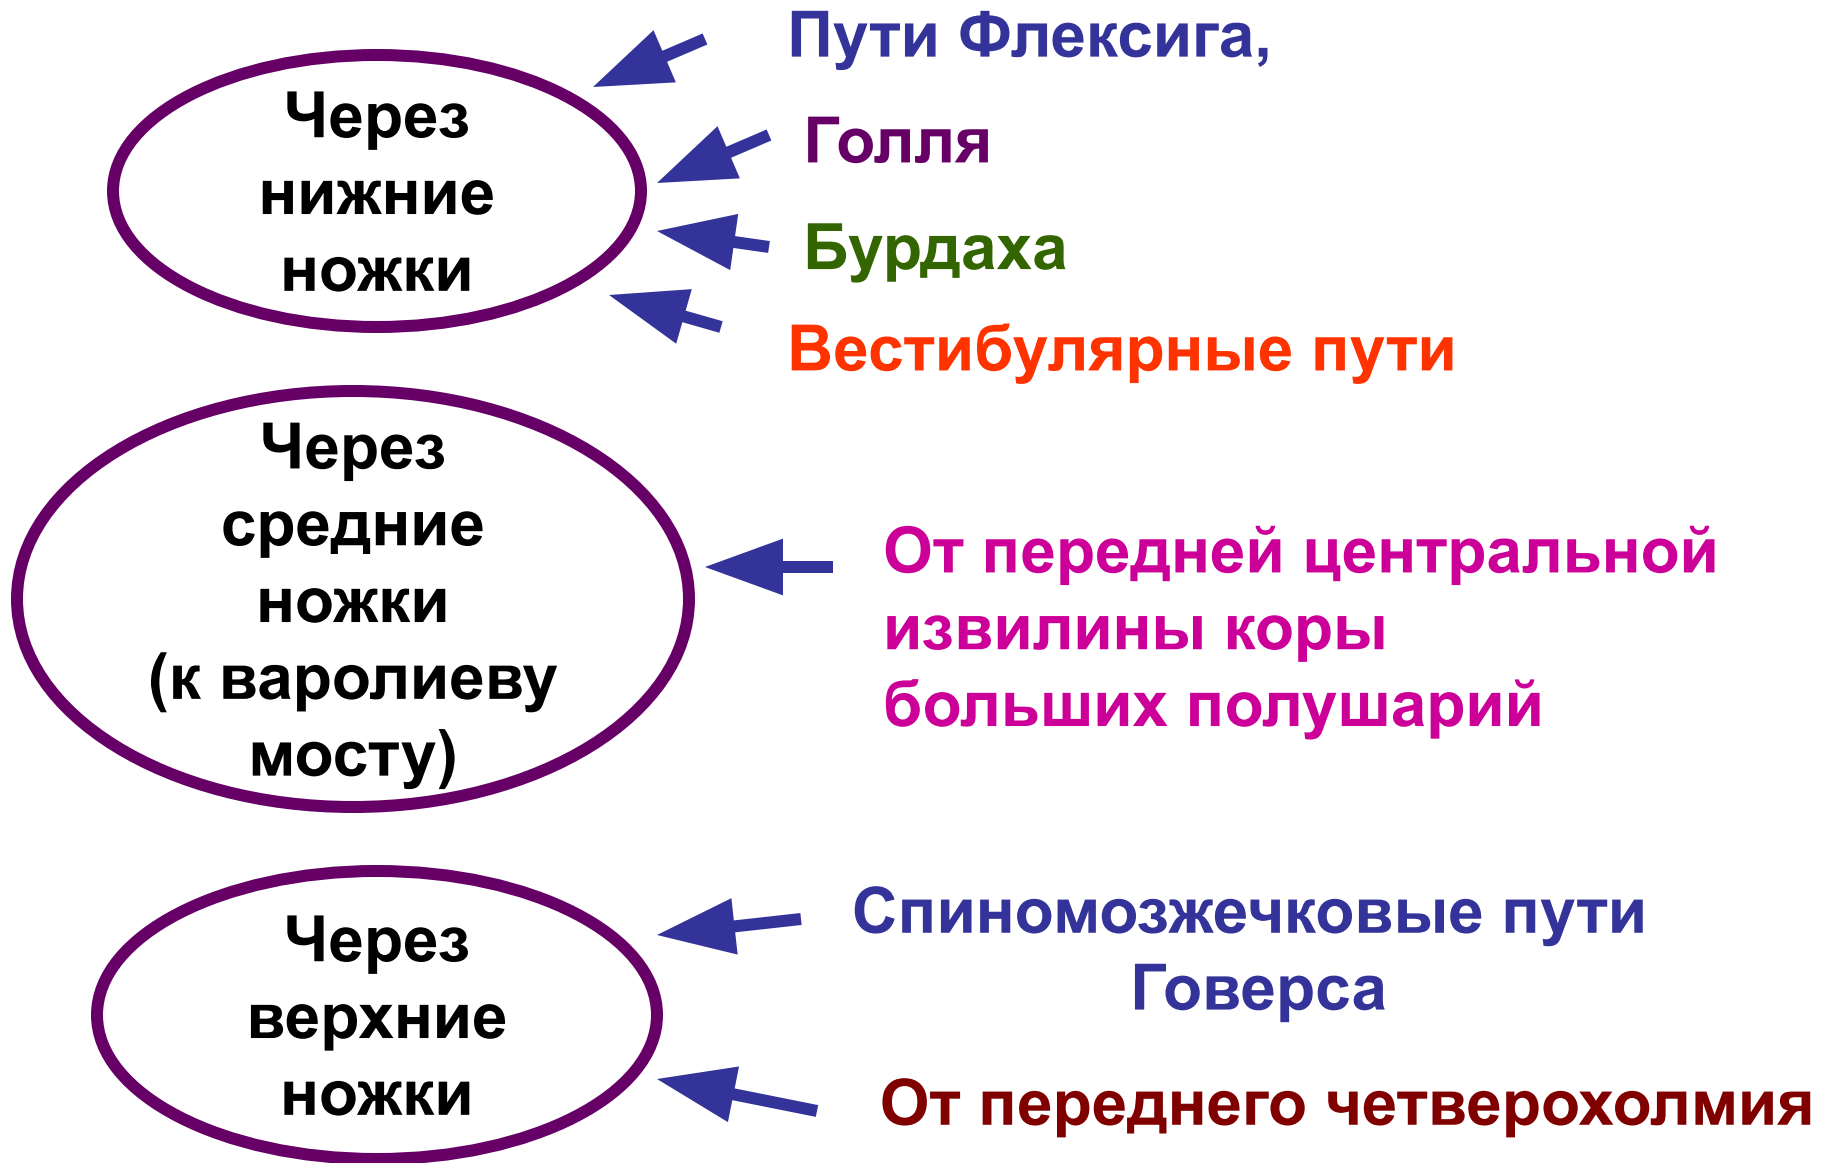 Через
нижние
ножки
Пути Флексига,
Голля
Бурдаха
Вестибулярные пути
Через
средние
ножки
(к варолиеву
мосту)
От передней центральной
извилины коры
больших полушарий
Через
верхние
ножки
Спиномозжечковые пути
Говерса
От переднего четверохолмия